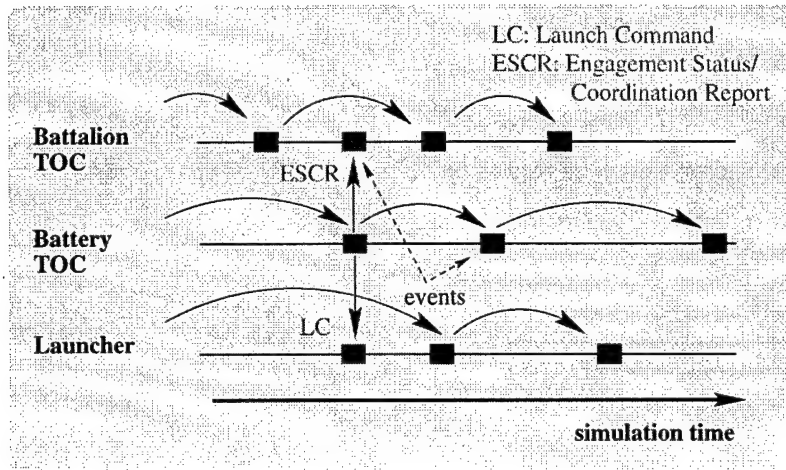 LC: Launch Command
ESCR: Engagement Status/
Coordination Report
Battalion
TOC
ESCR
Battery
TOC
events
LC
Launcher
simulation time